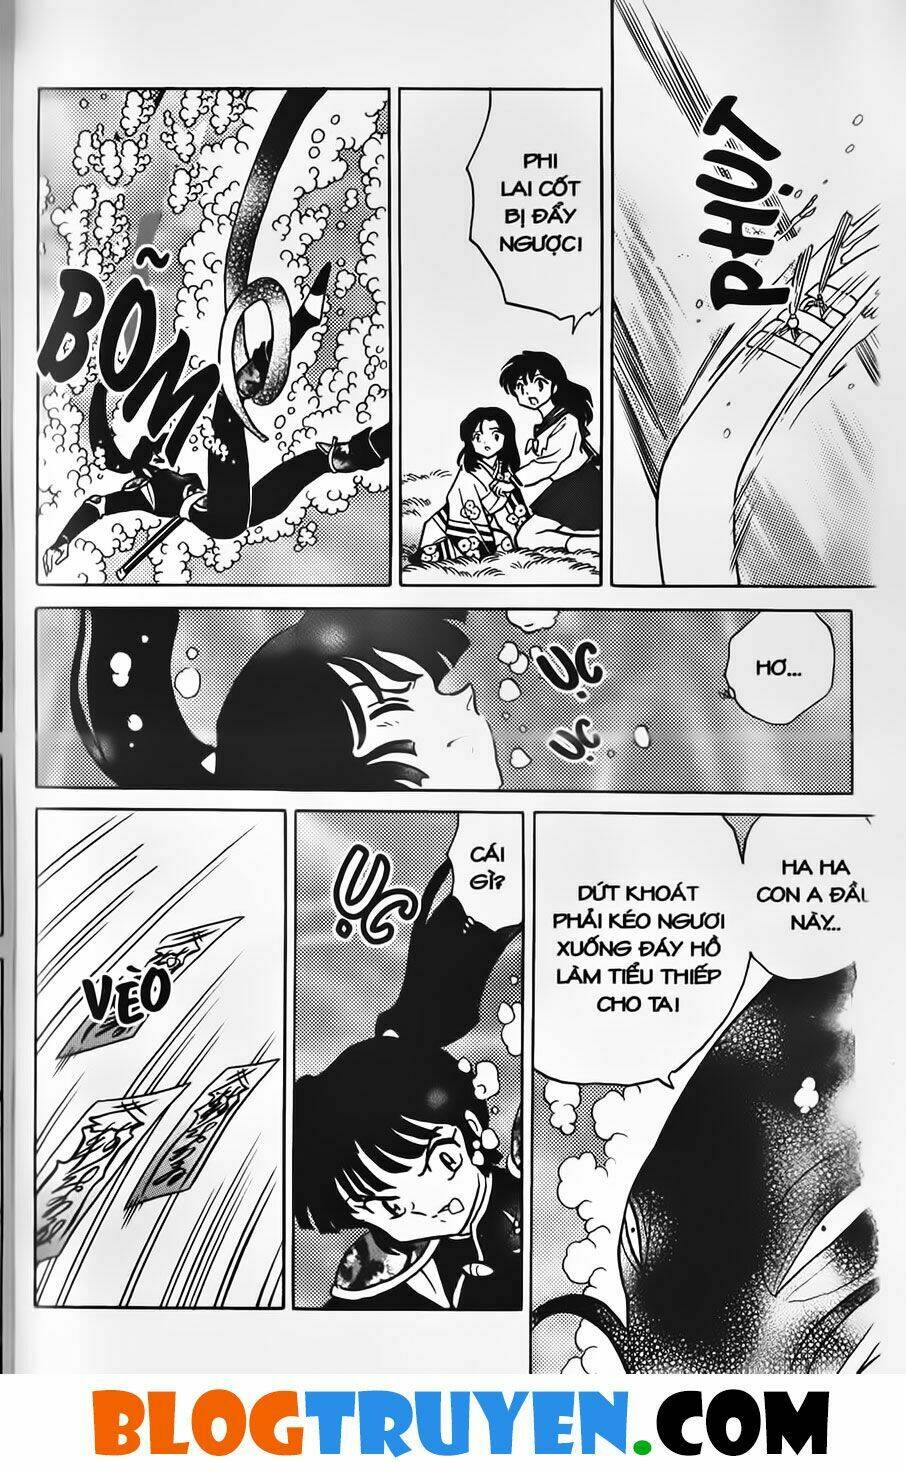 PHỤT
PHI
LAI CỐT
BỊ ĐẨY
NGƯỢC!
BÕM
HƠ...
ỤC
ỤC
HA HA
CON A ĐẦU
NÀY...
DỨT KHOÁT
PHẢI KÉO NGƯƠI
XUỐNG ĐÁY HỒ
LÀM TIỂU THIẾP
CHO TA!
CÁI
GÌ?
ỤC
VÈO
BLOGTRUYEN.COM